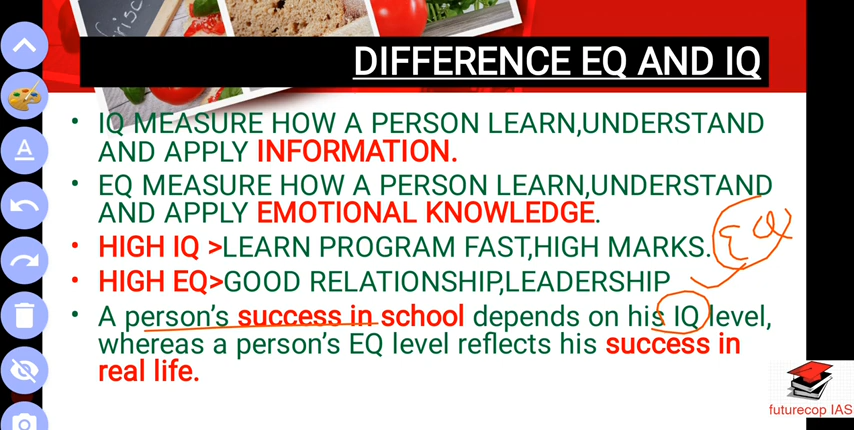 frisc
DIFFERENCE EQ AND IQ
• IQ MEASURE HOW A PERSON LEARN,UNDERSTAND
AND APPLY INFORMATION.
• EQ MEASURE HOW A PERSON LEARN,UNDERSTAND
AND APPLY EMOTIONAL KNOWLEDGE.
• HIGH IQ >LEARN PROGRAM FAST,HIGH MARKS.
EQ
• HIGH EQ>GOOD RELATIONSHIP,LEADERSHIP
• A person's success in school depends on his IQ level,
whereas a person's EQ level reflects his success in
real life.
A
futurecop IAS